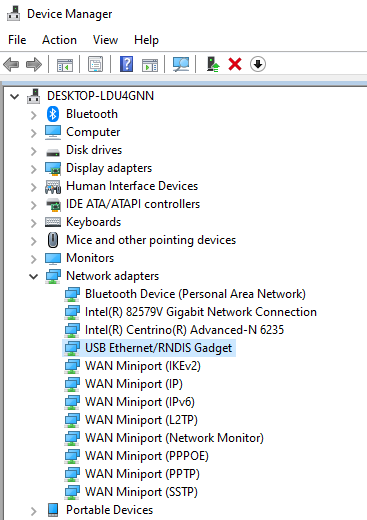 Device Manager
File Action View Help
DESKTOP-LDU4GNN
Bluetooth
Computer
Disk drives
Display adapters
Human Interface Devices
IDE ATA/ATAPI controllers
Keyboards
Mice and other pointing devices
Monitors
Network adapters
Bluetooth Device (Personal Area Network)
Intel(R) 82579V Gigabit Network Connection
Intel(R) Centrino(R) Advanced-N 6235
USB Ethernet/RNDIS Gadget
WAN Miniport (IKEv2)
WAN Miniport (IP)
WAN Miniport (IPv6)
WAN Miniport (L2TP)
WAN Miniport (Network Monitor)
WAN Miniport (PPPOE)
WAN Miniport (PPTP)
WAN Miniport (SSTP)
Portable Devices